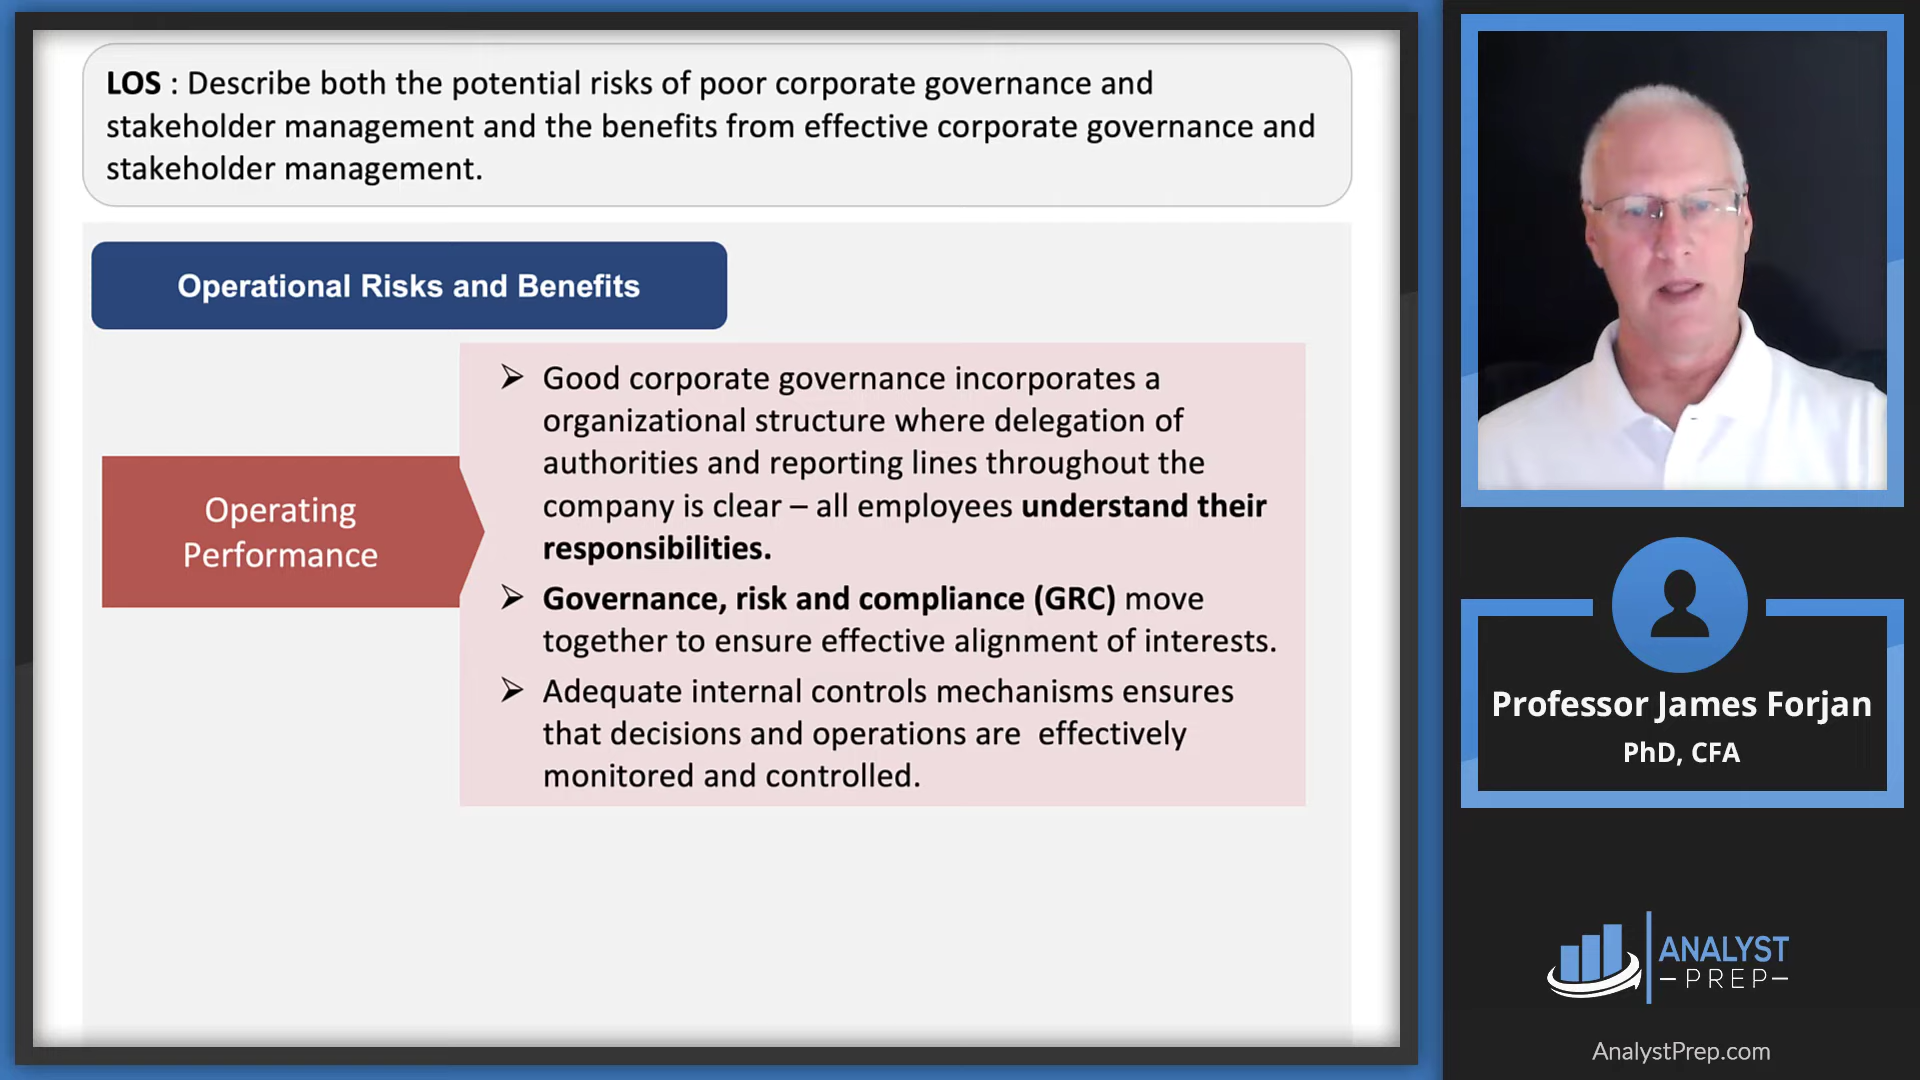 LOS : Describe both the potential risks of poor corporate governance and
stakeholder management and the benefits from effective corporate governance and
stakeholder management.
Operational Risks and Benefits
Operating
Performance
➢ Good corporate governance incorporates a
organizational structure where delegation of
authorities and reporting lines throughout the
company is clear – all employees understand their
responsibilities.
➢ Governance, risk and compliance (GRC) move
together to ensure effective alignment of interests.
➢ Adequate internal controls mechanisms ensures
that decisions and operations are effectively
monitored and controlled.
Professor James Forjan
PhD, CFA
ANALYST
PREP
AnalystPrep.com